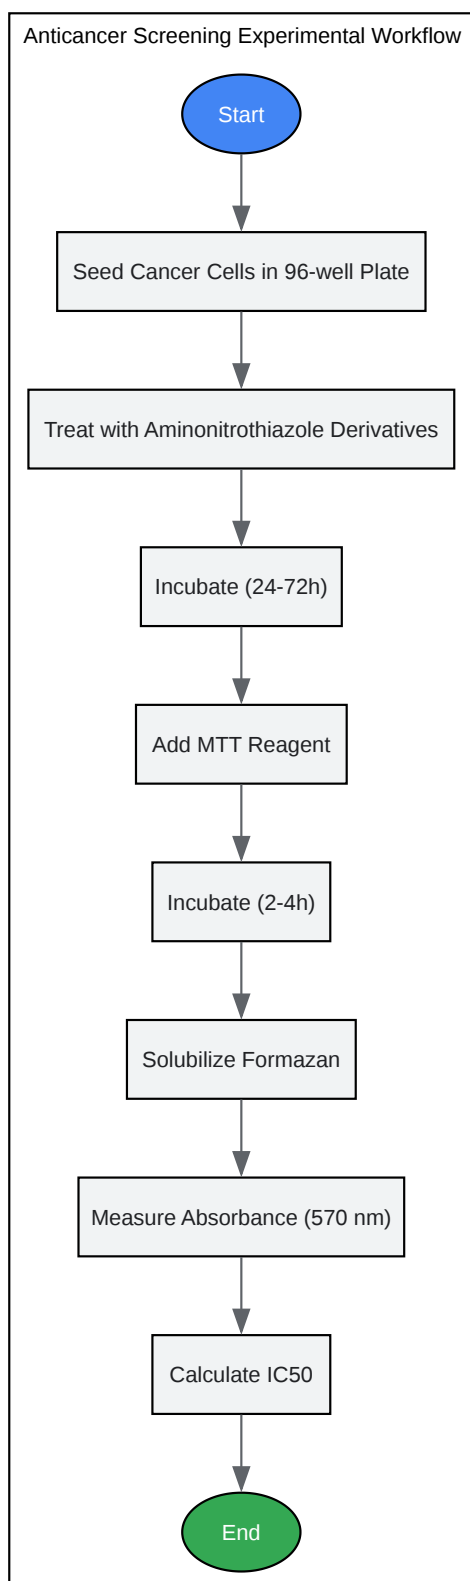 Anticancer Screening Experimental Workflow
Start
Seed Cancer Cells in 96-well Plate
Treat with Aminonitrothiazole Derivatives
Incubate (24-72h)
Add MTT Reagent
Incubate (2-4h)
Solubilize Formazan
Measure Absorbance (570 nm)
Calculate IC50
End